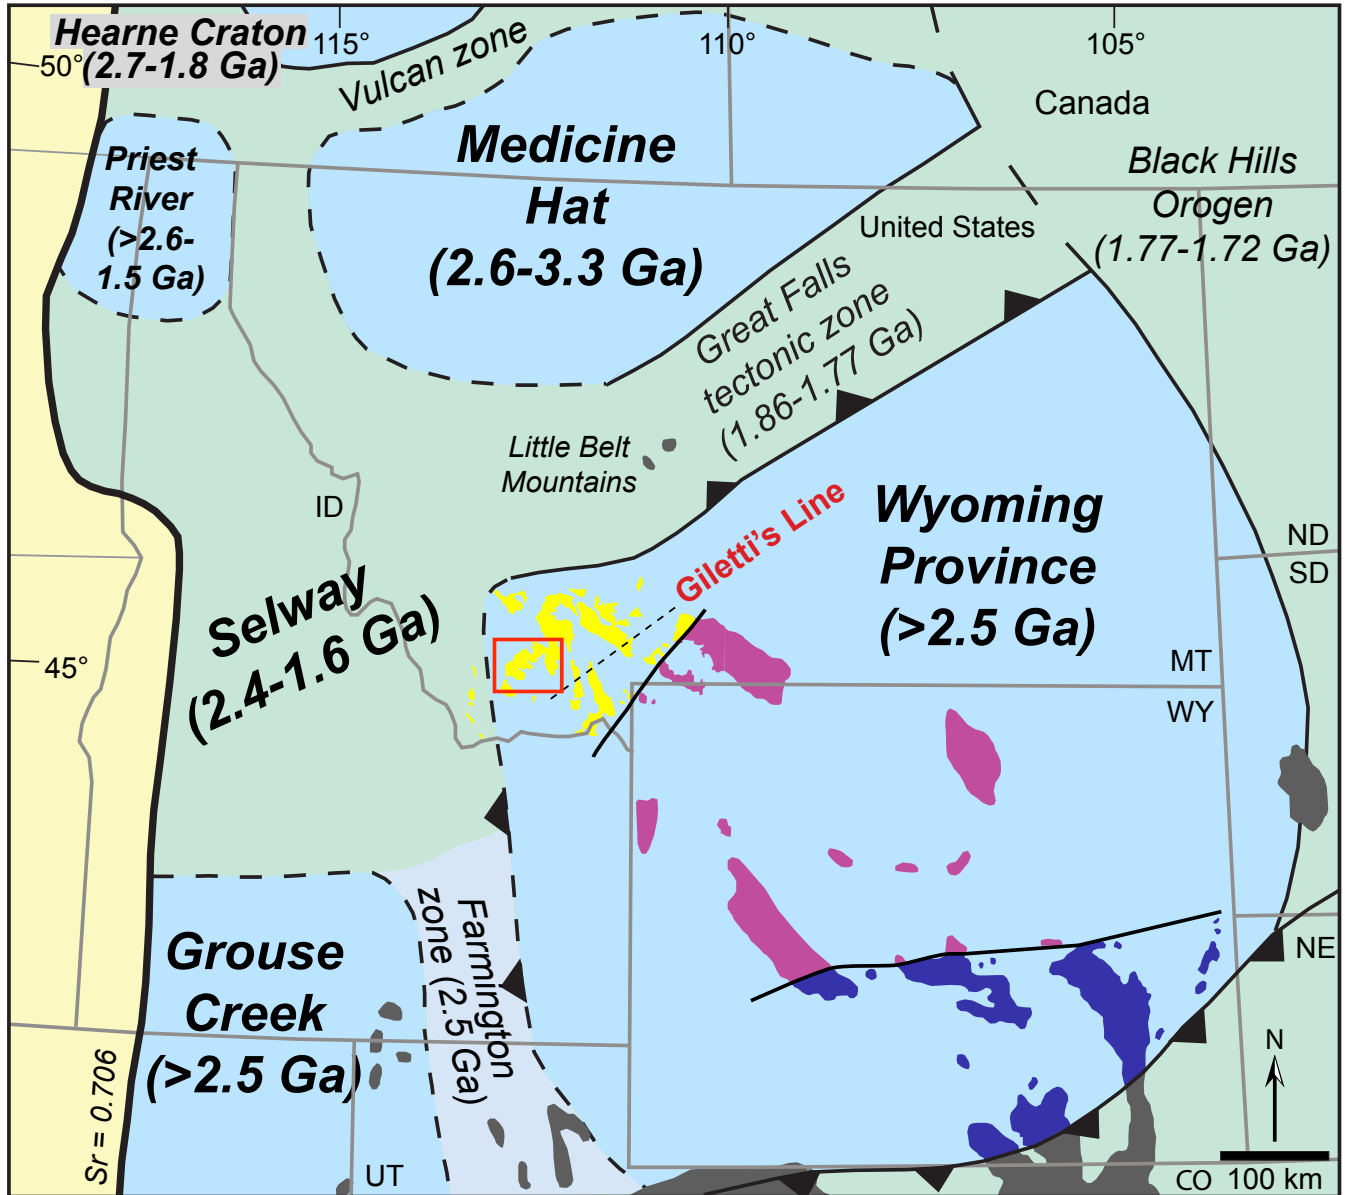 Hearne Craton
(2.7-1.8 Ga)
115°
110°
105°
50°
Vulcan zone
Canada
Medicine
Hat
(2.6-3.3 Ga)
Priest
River
(>2.6-
1.5 Ga)
Black Hills
Orogen
(1.77-1.72 Ga)
United States
Great Falls
tectonic zone
(1.86-1.77 Ga)
Little Belt
Mountains
ID
Giletti's Line
Wyoming
Province
(>2.5 Ga)
ND
SD
Selway
(2.4-1.6 Ga)
45°
MT
WY
Grouse
Creek
(>2.5 Ga)
Farmington
zone (2.5 Ga)
NE
N
Sr = 0.706
UT
CO
100 km